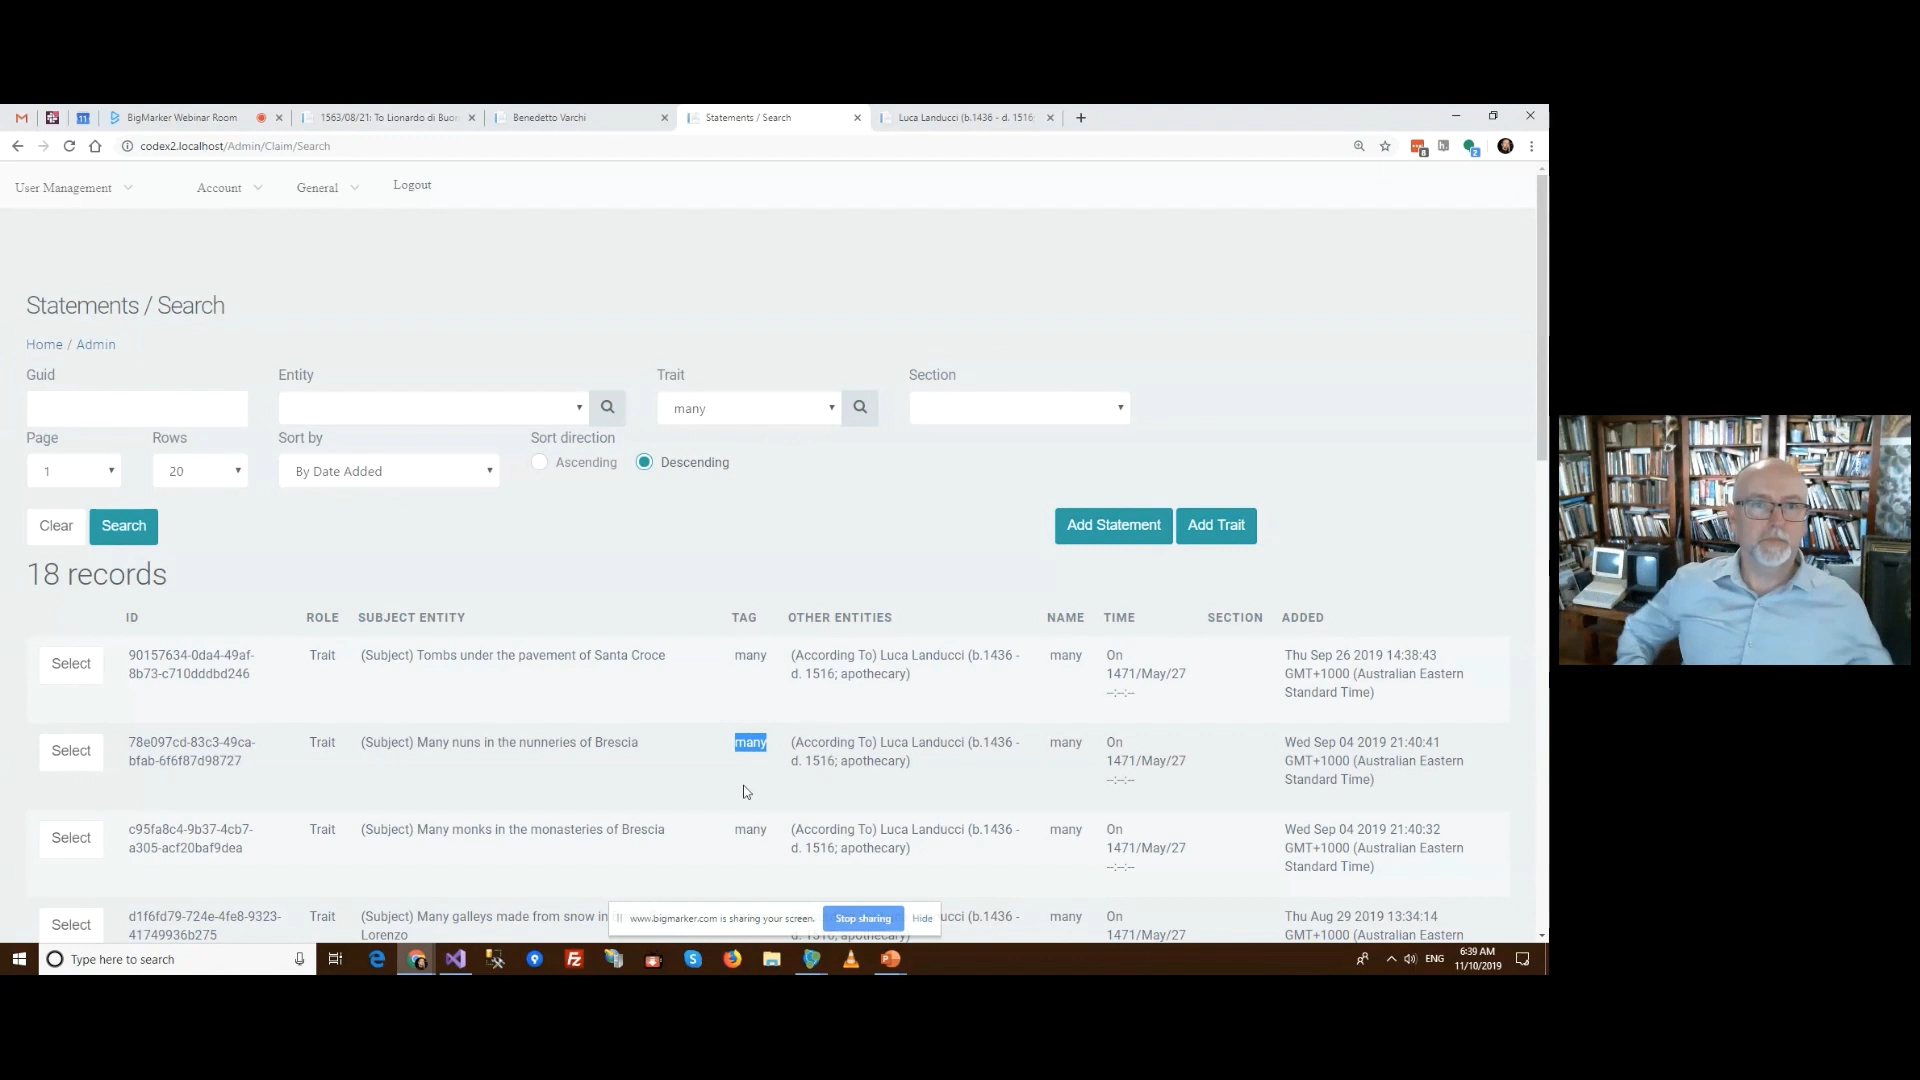 BigMarker Webinar Room
1563/08/21: To Lionardo di Buon
Benedetto Varchi
Statements / Search
Luca Landucci (b.1436 - d. 1516;
codex2.localhost/Admin/Claim/Search
User Management
Account
General
Logout
Statements / Search
Home / Admin
Guid
Entity
Trait
Section
many
Page
Rows
Sort by
Sort direction
1
20
By Date Added
Ascending
Descending
Clear
Search
Add Statement
Add Trait
18 records
ID ROLE SUBJECT ENTITY TAG OTHER ENTITIES NAME TIME SECTION ADDED
Select 90157634-0da4-49af- Trait (Subject) Tombs under the pavement of Santa Croce many (According To) Luca Landucci (b.1436 - many On Thu Sep 26 2019 14:38:43
8b73-c710dddbd246 d. 1516; apothecary) 1471/May/27 GMT+1000 (Australian Eastern
--:--:-- Standard Time)
Select 78e097cd-83c3-49ca- Trait (Subject) Many nuns in the nunneries of Brescia many (According To) Luca Landucci (b.1436 - many On Wed Sep 04 2019 21:40:41
bfab-6f6f87d98727 d. 1516; apothecary) 1471/May/27 GMT+1000 (Australian Eastern
--:--:-- Standard Time)
Select c95fa8c4-9b37-4cb7- Trait (Subject) Many monks in the monasteries of Brescia many (According To) Luca Landucci (b.1436 - many On Wed Sep 04 2019 21:40:32
a305-acf20baf9dea d. 1516; apothecary) 1471/May/27 GMT+1000 (Australian Eastern
--:--:-- Standard Time)
Select d1f6fd79-724e-4fe8-9323- Trait (Subject) Many galleys made from snow in ucci (b.1436 - many On Thu Aug 29 2019 13:34:14
41749936b275 Lorenzo d. 1516; apothecary) 1471/May/27 GMT+1000 (Australian Eastern
www.bigmarker.com is sharing your screen.
Stop sharing
Hide
Type here to search
ENG
6:39 AM
11/10/2019